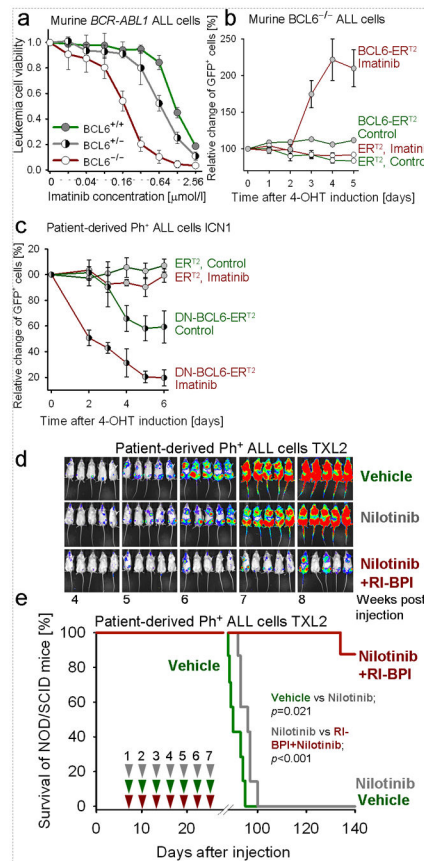 a
Murine BCR-ABL1 ALL cells
Leukemia cell viability
1.0
0.8
0.6
0.4
0.2
0.0
BCL6+/+
BCL6+/–
BCL6–/–
0.04
0.16
0.64
2.56
Imatinib concentration [μmol/l]
b
Murine BCL6–/– ALL cells
Relative change of GFP+ cells [%]
250
200
150
100
BCL6-ERT2
Imatinib
BCL6-ERT2
Control
ERT2, Imatinib
ERT2, Control
0 1 2 3 4 5
Time after 4-OHT induction [days]
c
Patient-derived Ph+ ALL cells ICN1
Relative change of GFP+ cells [%]
20
00
80
60
40
20
ERT2, Control
ERT2, Imatinib
DN-BCL6-ERT2
Control
DN-BCL6-ERT2
Imatinib
0 2 3 4 5 6
Time after 4-OHT induction [days]
d
Patient-derived Ph+ ALL cells TXL2
Vehicle
Nilotinib
Nilotinib
+RI-BPI
4 5 6 7 8 Weeks post
injection
e
Patient-derived Ph+ ALL cells TXL2
Survival of NOD/SCID mice [%]
100
80
60
40
20
0
Vehicle
Nilotinib
+RI-BPI
Vehicle vs Nilotinib;
p=0.021
Nilotinib vs RI-
BPI+Nilotinib;
p<0.001
1 2 3 4 5 6 7
Nilotinib
Vehicle
0 10 20 100 120 140
Days after injection